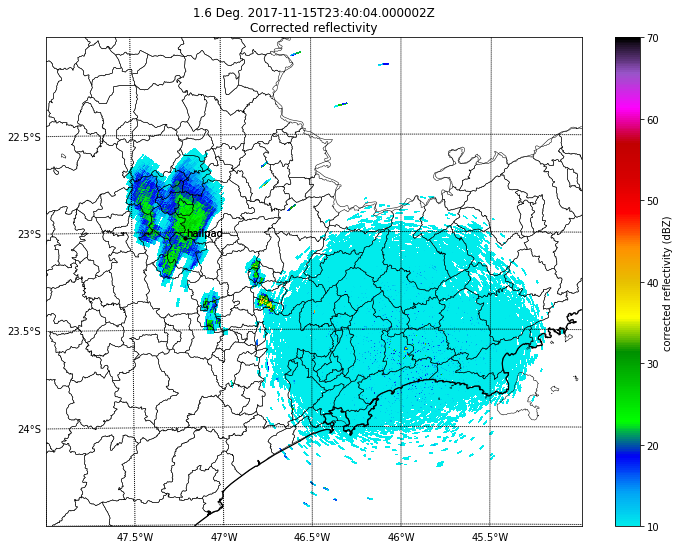 1.6 Deg. 2017-11-15T23:40:04.000002Z
Corrected reflectivity
22.5°S
23°S
23.5°S
24°S
47.5°W
47°W
46.5°W
46°W
45.5°W
70
60
50
40
30
20
10
corrected reflectivity (dBZ)